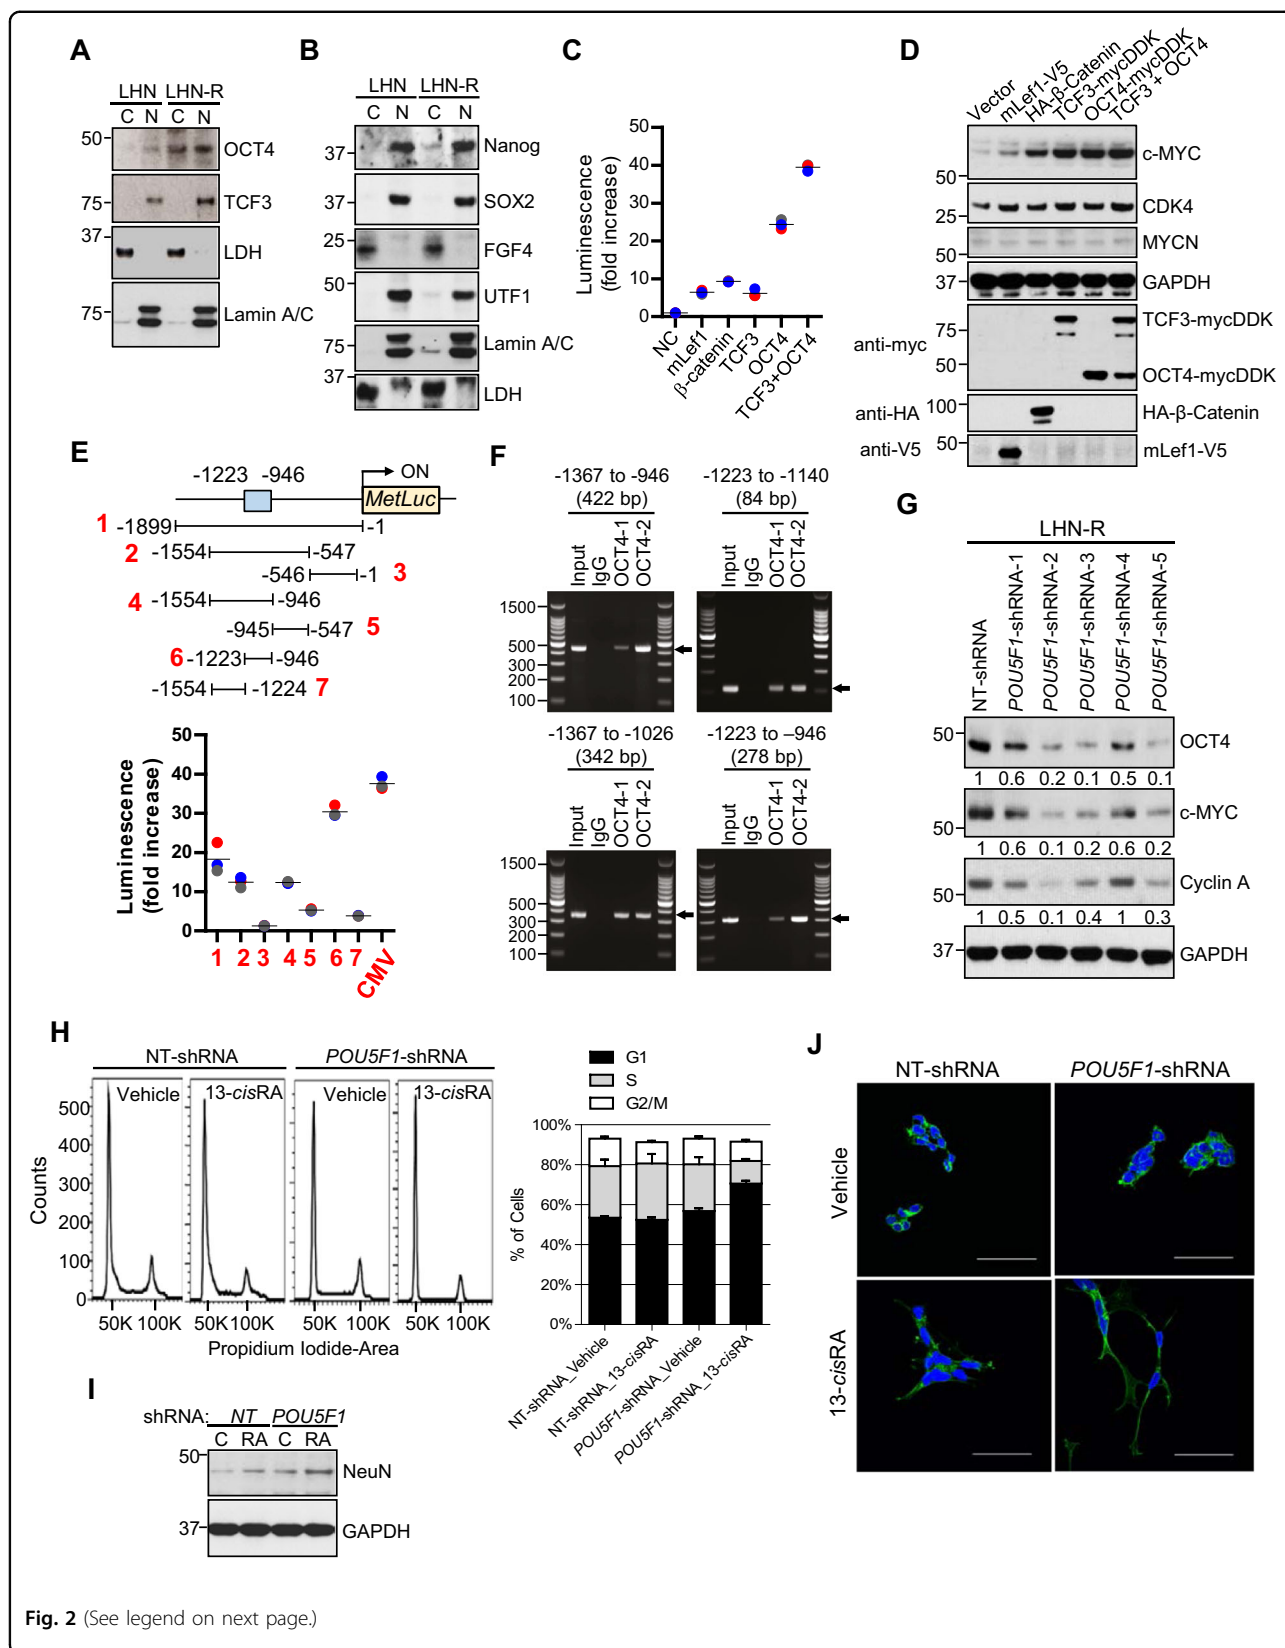 A
LHN LHN-R
C N C N
50
OCT4
75
TCF3
37
LDH
75
Lamin A/C
B
LHN LHN-R
C N C N
37
Nanog
37
SOX2
25
FGF4
50
UTF1
75
Lamin A/C
37
LDH
C
Luminescence
(fold increase)
50
40
30
20
10
0
NC
mLef1
β-catenin
TCF3
OCT4
TCF3+OCT4
D
Vector
mLef1-V5
HA-β-Catenin
TCF3-mycDDK
OCT4-mycDDK
TCF3 + OCT4
c-MYC
50
CDK4
25
MYCN
50
37
GAPDH
anti-myc
75
50
TCF3-mycDDK
OCT4-mycDDK
anti-HA
100
HA-β-Catenin
anti-V5
50
mLef1-V5
E
-1223 -946
ON
MetLuc
1 -1899 -1
2 -1554 -547
-546 -1 3
4 -1554 -946
-945 -547 5
6 -1223 -946
-1554 -1224 7
Luminescence
(fold increase)
50
40
30
20
10
0
1 2 3 4 5 6 7 CMV
F
-1367 to -946
(422 bp)
Input
IgG
OCT4-1
OCT4-2
1500
500
300
200
100
-1223 to -1140
(84 bp)
Input
IgG
OCT4-1
OCT4-2
-1367 to -1026
(342 bp)
Input
IgG
OCT4-1
OCT4-2
1500
500
300
200
100
-1223 to –946
(278 bp)
Input
IgG
OCT4-1
OCT4-2
G
LHN-R
NT-shRNA
POU5F1-shRNA-1
POU5F1-shRNA-2
POU5F1-shRNA-3
POU5F1-shRNA-4
POU5F1-shRNA-5
50
OCT4
1 0.6 0.2 0.1 0.5 0.1
50
c-MYC
1 0.6 0.1 0.2 0.6 0.2
50
Cyclin A
1 0.5 0.1 0.4 1 0.3
37
GAPDH
H
NT-shRNA POU5F1-shRNA
Vehicle 13-cisRA Vehicle 13-cisRA
Counts
500
400
300
200
100
0
50K 100K 50K 100K 50K 100K 50K 100K
Propidium Iodide-Area
G1
S
G2/M
% of Cells
100%
80%
60%
40%
20%
0%
NT-shRNA_Vehicle
NT-shRNA_13-cisRA
POU5F1-shRNA_Vehicle
POU5F1-shRNA_13-cisRA
I
shRNA: NT POU5F1
C RA C RA
50
NeuN
37
GAPDH
J
NT-shRNA POU5F1-shRNA
Vehicle
13-cisRA
Fig. 2 (See legend on next page.)